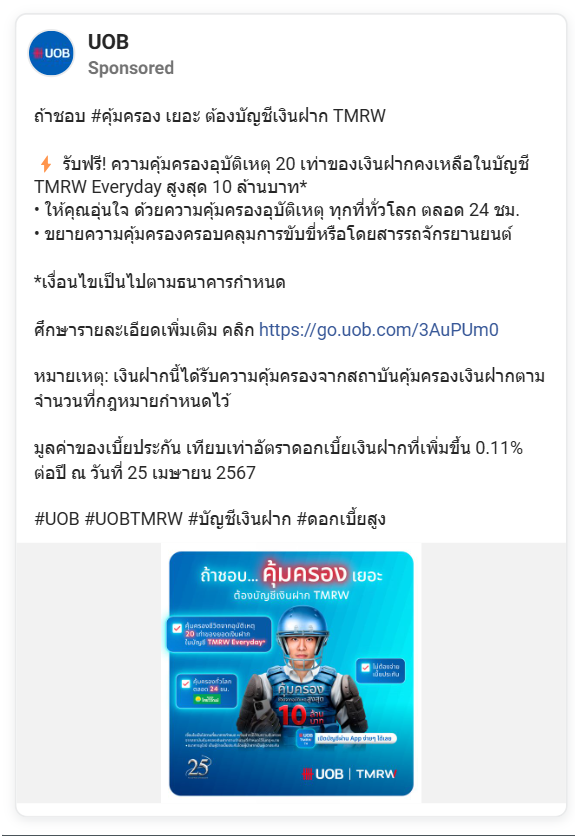 UOB
UOB
Sponsored
ถ้าชอบ #คุ้มครอง เยอะ ต้องบัญชีเงินฝาก TMRW
⚡ รับฟรี! ความคุ้มครองอุบัติเหตุ 20 เท่าของเงินฝากคงเหลือในบัญชี
TMRW Everyday สูงสุด 10 ล้านบาท*
• ให้คุณอุ่นใจ ด้วยความคุ้มครองอุบัติเหตุ ทุกที่ทั่วโลก ตลอด 24 ชม.
• ขยายความคุ้มครองครอบคลุมการขับขี่หรือโดยสารรถจักรยานยนต์
*เงื่อนไขเป็นไปตามธนาคารกำหนด
ศึกษารายละเอียดเพิ่มเติม คลิก https://go.uob.com/3AuPUm0
หมายเหตุ: เงินฝากนี้ได้รับความคุ้มครองจากสถาบันคุ้มครองเงินฝากตาม
จำนวนที่กฎหมายกำหนดไว้
มูลค่าของเบี้ยประกัน เทียบเท่าอัตราดอกเบี้ยเงินฝากที่เพิ่มขึ้น 0.11%
ต่อปี ณ วันที่ 25 เมษายน 2567
#UOB #UOBTMRW #บัญชีเงินฝาก #ดอกเบี้ยสูง
ถ้าชอบ... คุ้มครอง เยอะ
ต้องบัญชีเงินฝาก TMRW
คุ้มครองชีวิตจากอุบัติเหตุ
20 เท่าของยอดเงินฝาก
ในบัญชี TMRW Everyday*
ไม่ต้องจ่าย
เบี้ยประกัน
คุ้มครองทั่วโลก
ตลอด 24 ชม.
คุ้มครอง
สูงสุด
10 ล้าน
บาท
เปิดบัญชีผ่าน App ง่ายๆ ได้เลย
25
UOB | TMRW